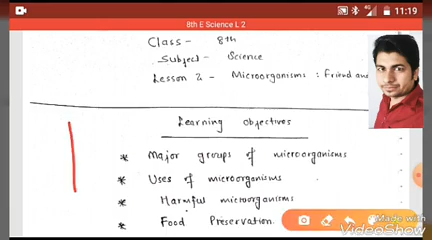 11:19
8th E Science L 2
Class- 8th
Subject- Science
Lesson 2 - Microorganisms : Friend and
Learning objectives
* Major groups of microorganisms
* Uses of microorganisms
* Harmful microorganisms
* Food Preservation.
Made with
VideoShow